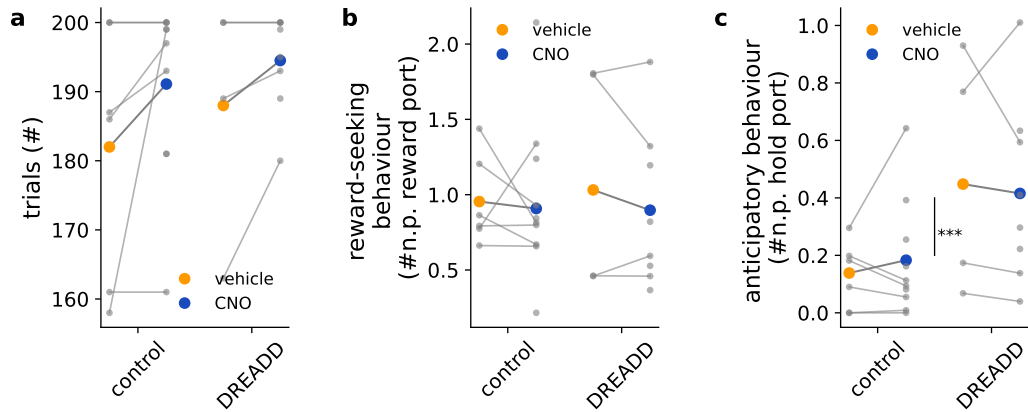 a
trials (#)
200
190
180
170
160
vehicle
CNO
control
DREADD
b
reward-seeking
behaviour
(#n.p. reward port)
2.0
1.5
1.0
0.5
vehicle
CNO
control
DREADD
c
anticipatory behaviour
(#n.p. hold port)
1.0
0.8
0.6
0.4
0.2
0.0
vehicle
CNO
***
control
DREADD